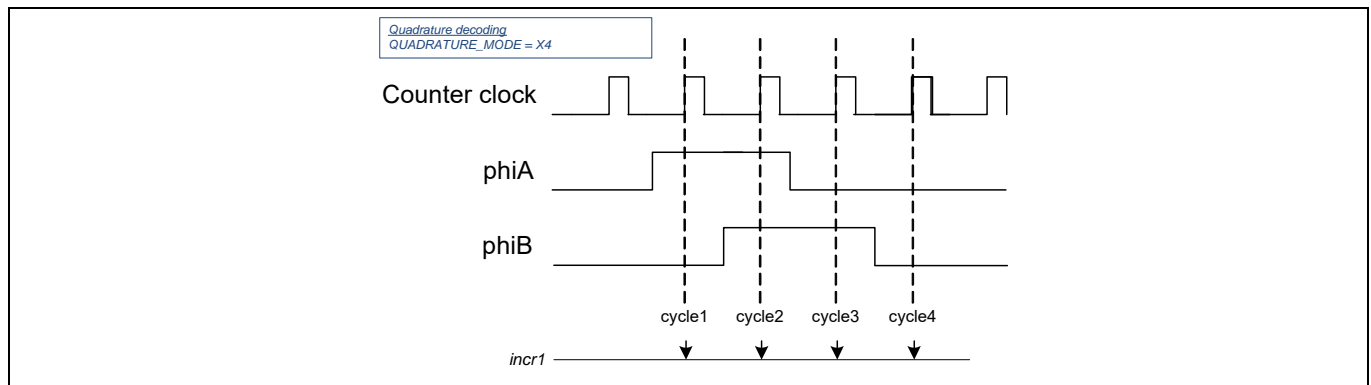 Quadrature decoding
QUADRATURE_MODE = X4
Counter clock
phiA
phiB
cycle1 cycle2 cycle3 cycle4
incr1